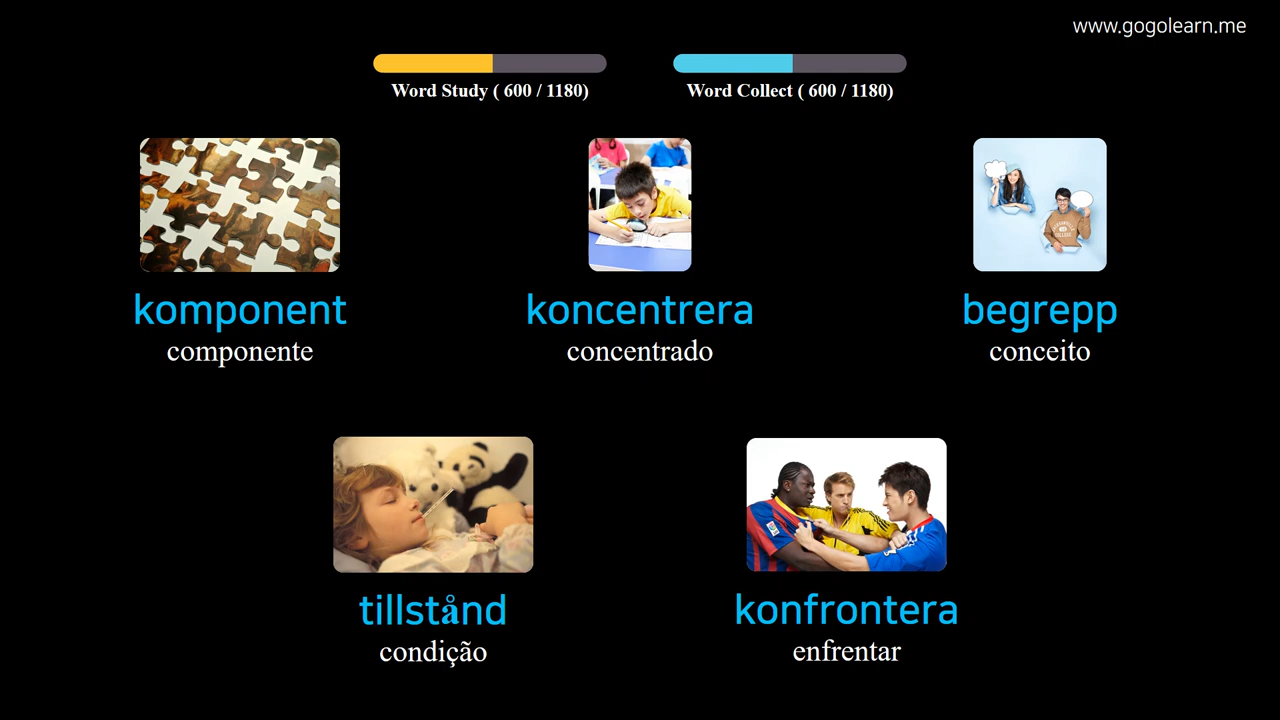 www.gogolearn.me
Word Study ( 600 / 1180)
Word Collect ( 600 / 1180)
komponent
componente
koncentrera
concentrado
begrepp
conceito
tillstånd
condição
konfrontera
enfrentar